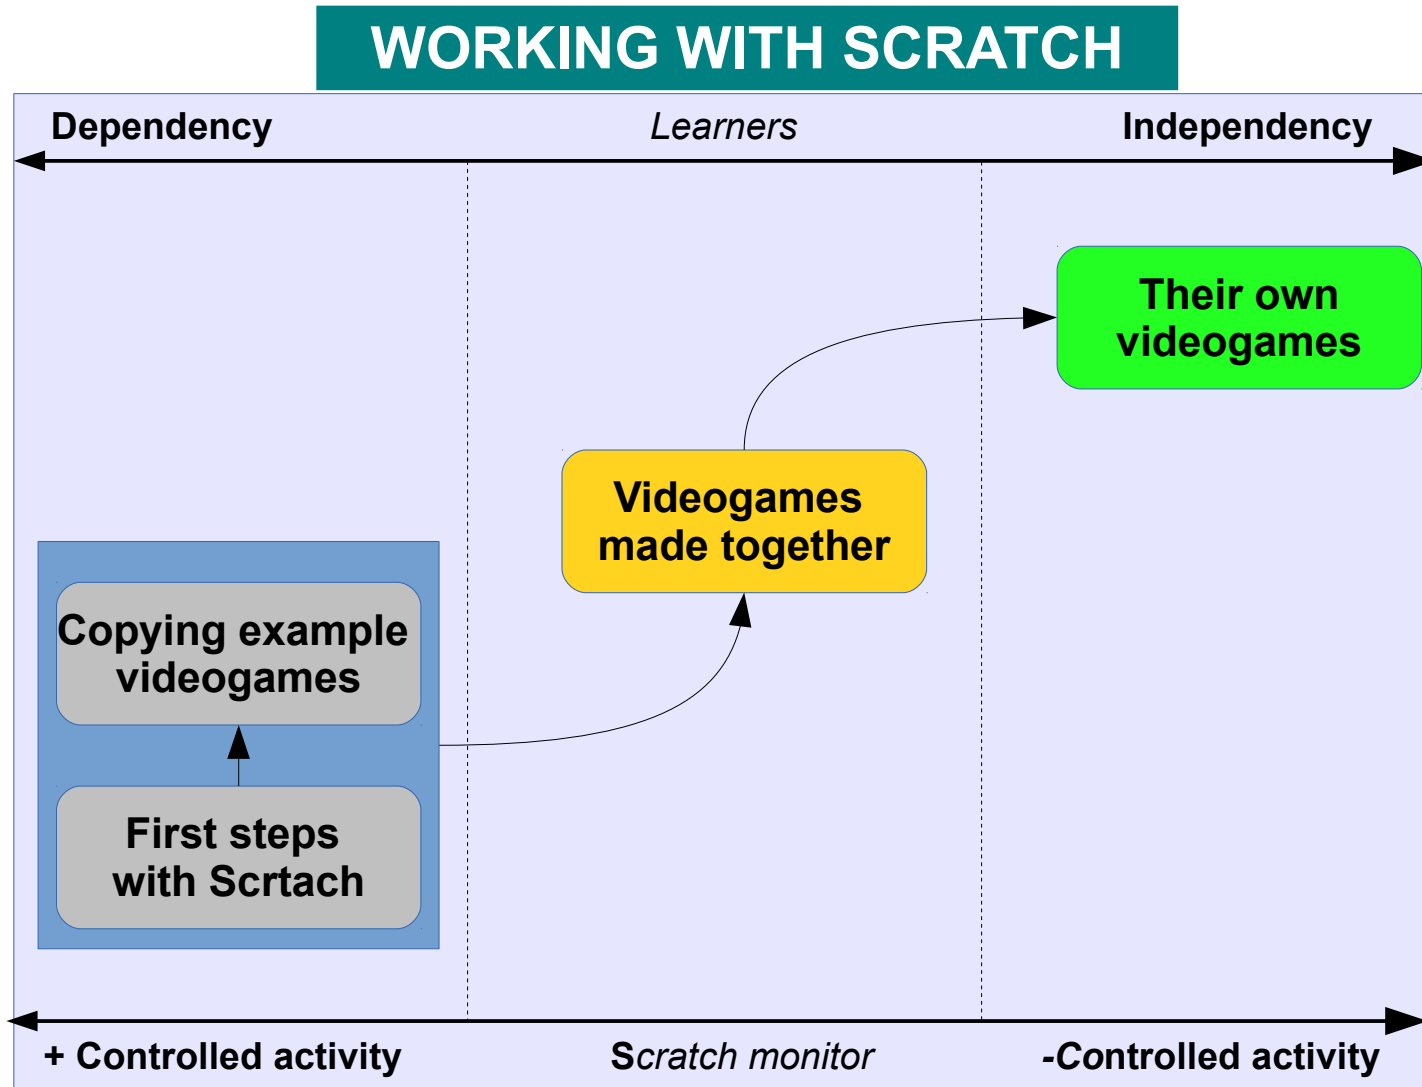 WORKING WITH SCRATCH
Dependency
Learners
Independency
Their own
videogames
Videogames
made together
Copying example
videogames
First steps
with Scrtach
+ Controlled activity
Scratch monitor
-Controlled activity